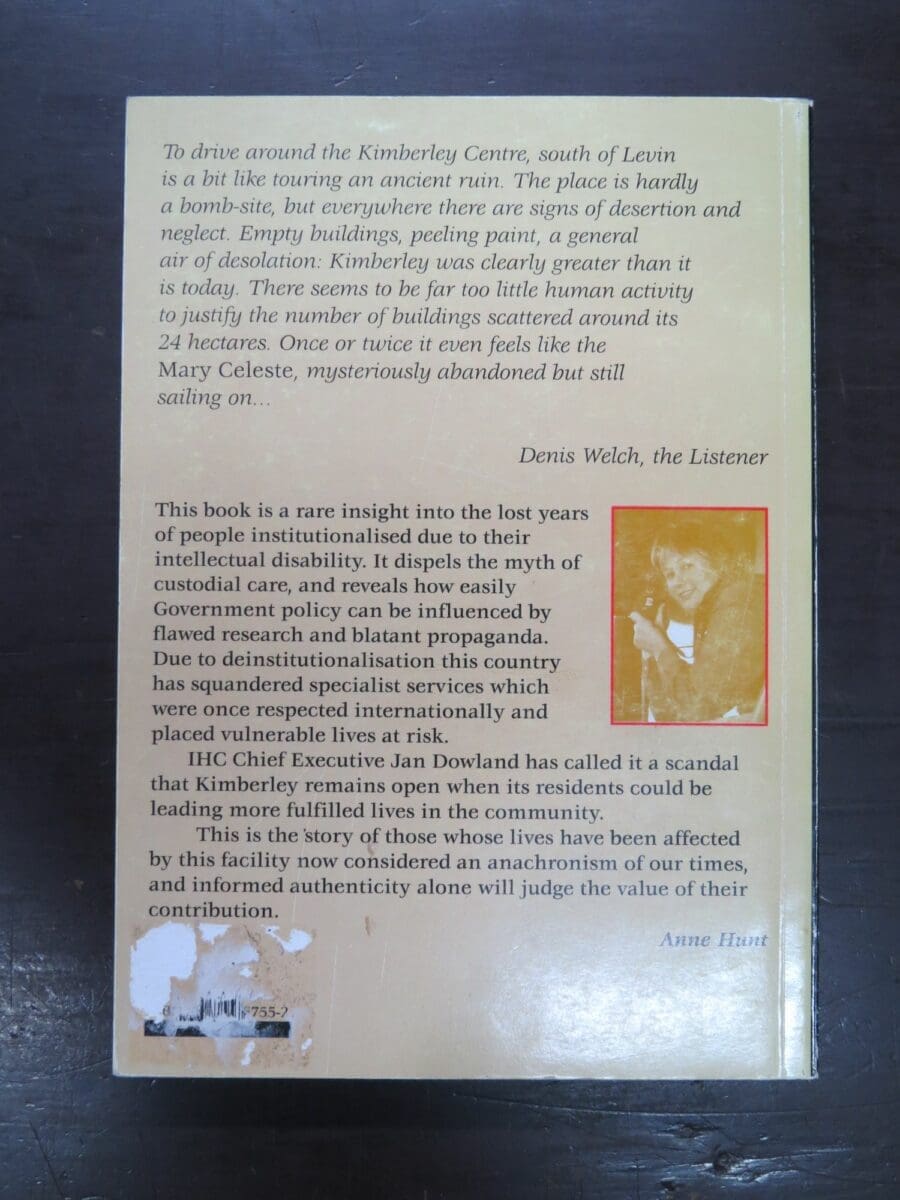 To drive around the Kimberley Centre, south of Levin
is a bit like touring an ancient ruin. The place is hardly
a bomb-site, but everywhere there are signs of desertion and
neglect. Empty buildings, peeling paint, a general
air of desolation: Kimberley was clearly greater than it
is today. There seems to be far too little human activity
to justify the number of buildings scattered around its
24 hectares. Once or twice it even feels like the
Mary Celeste, mysteriously abandoned but still
sailing on...
Denis Welch, the Listener
This book is a rare insight into the lost years
of people institutionalised due to their
intellectual disability. It dispels the myth of
custodial care, and reveals how easily
Government policy can be influenced by
flawed research and blatant propaganda.
Due to deinstitutionalisation this country
has squandered specialist services which
were once respected internationally and
placed vulnerable lives at risk.
IHC Chief Executive Jan Dowland has called it a scandal
that Kimberley remains open when its residents could be
leading more fulfilled lives in the community.
This is the story of those whose lives have been affected
by this facility now considered an anachronism of our times,
and informed authenticity alone will judge the value of their
contribution.
Anne Hunt